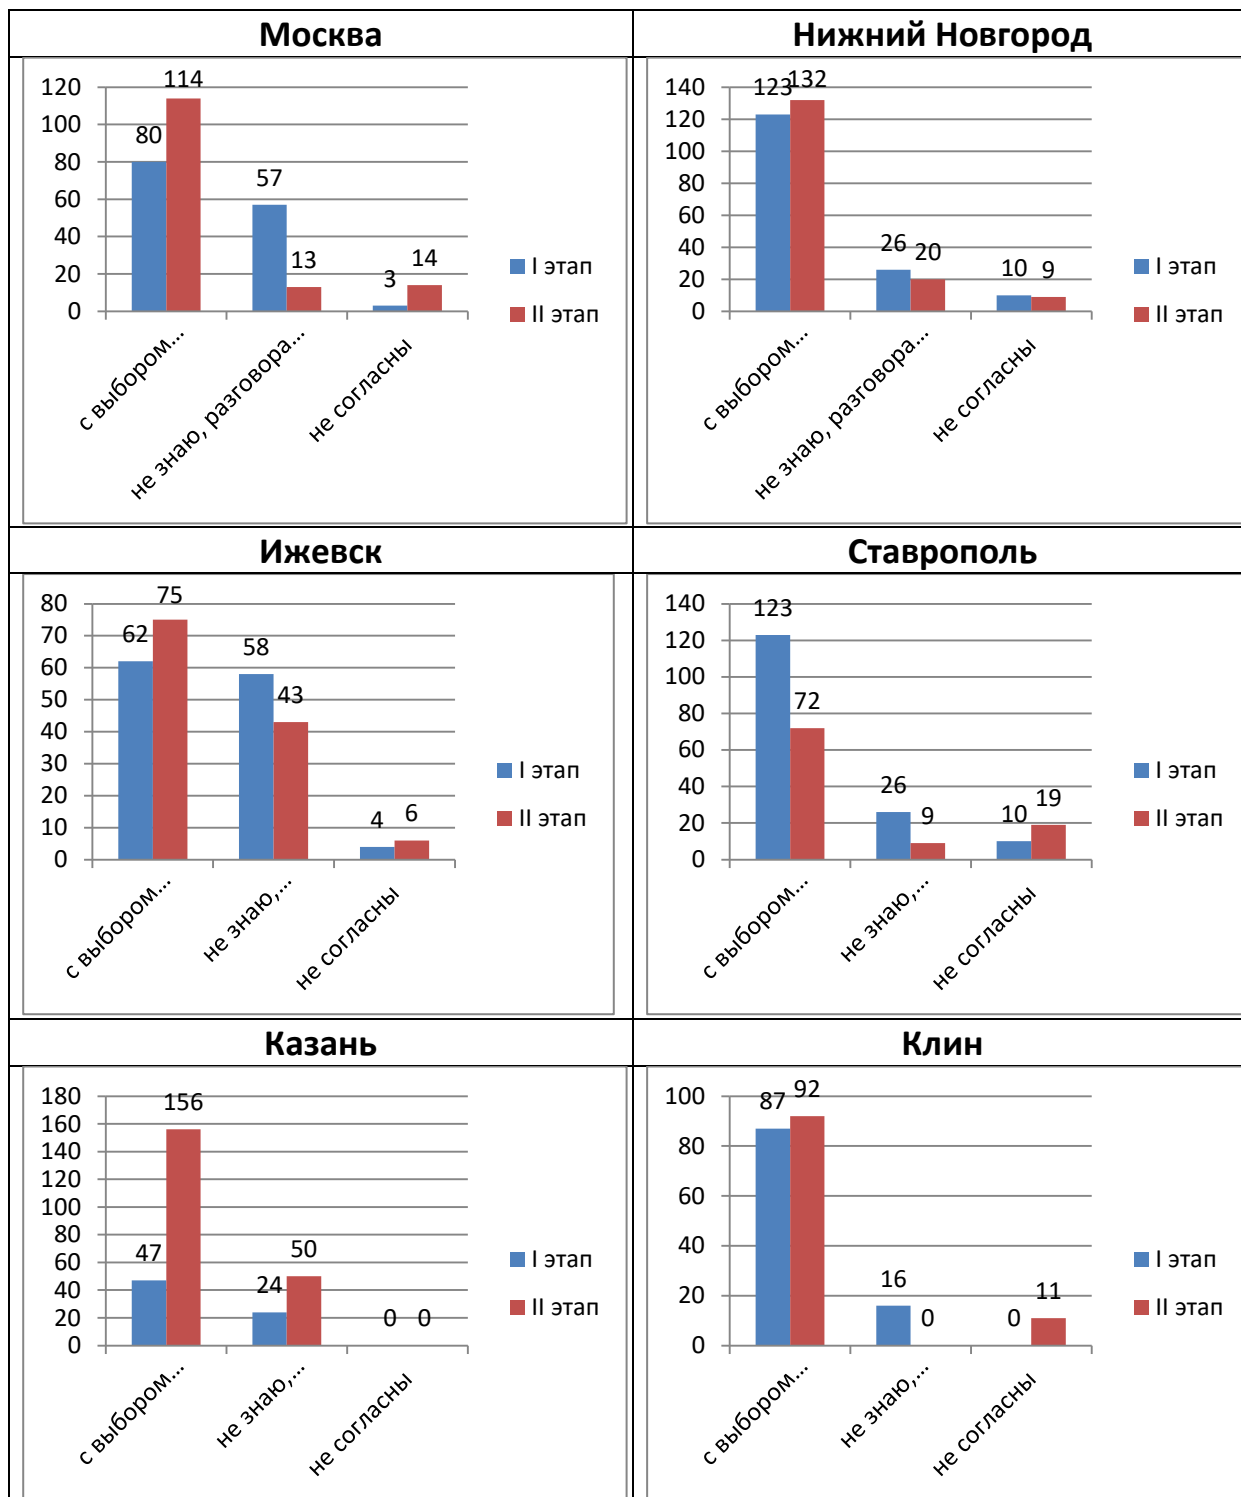 Москва
120
100
80
60
40
20
0
80
114
57
13
3
14
с выбором...
не знаю, разговора...
не согласны
I этап
II этап
Нижний Новгород
140
120
100
80
60
40
20
0
123
132
26
20
10
9
с выбором...
не знаю, разговора...
не согласны
I этап
II этап
Ижевск
80
70
60
50
40
30
20
10
0
62
75
58
43
4
6
с выбором...
не знаю,...
не согласны
I этап
II этап
Ставрополь
140
120
100
80
60
40
20
0
123
72
26
9
10
19
с выбором...
не знаю,...
не согласны
I этап
II этап
Казань
180
160
140
120
100
80
60
40
20
0
47
156
24
50
0
0
с выбором...
не знаю,...
не согласны
I этап
II этап
Клин
100
80
60
40
20
0
87
92
16
0
0
11
с выбором...
не знаю,...
не согласны
I этап
II этап